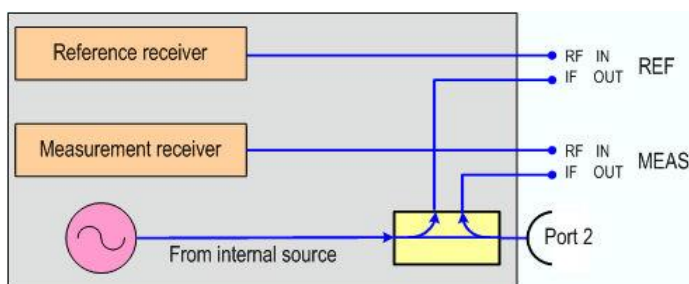 Reference receiver
RF IN
IF OUT
REF
Measurement receiver
RF IN
IF OUT
MEAS
From internal source
Port 2